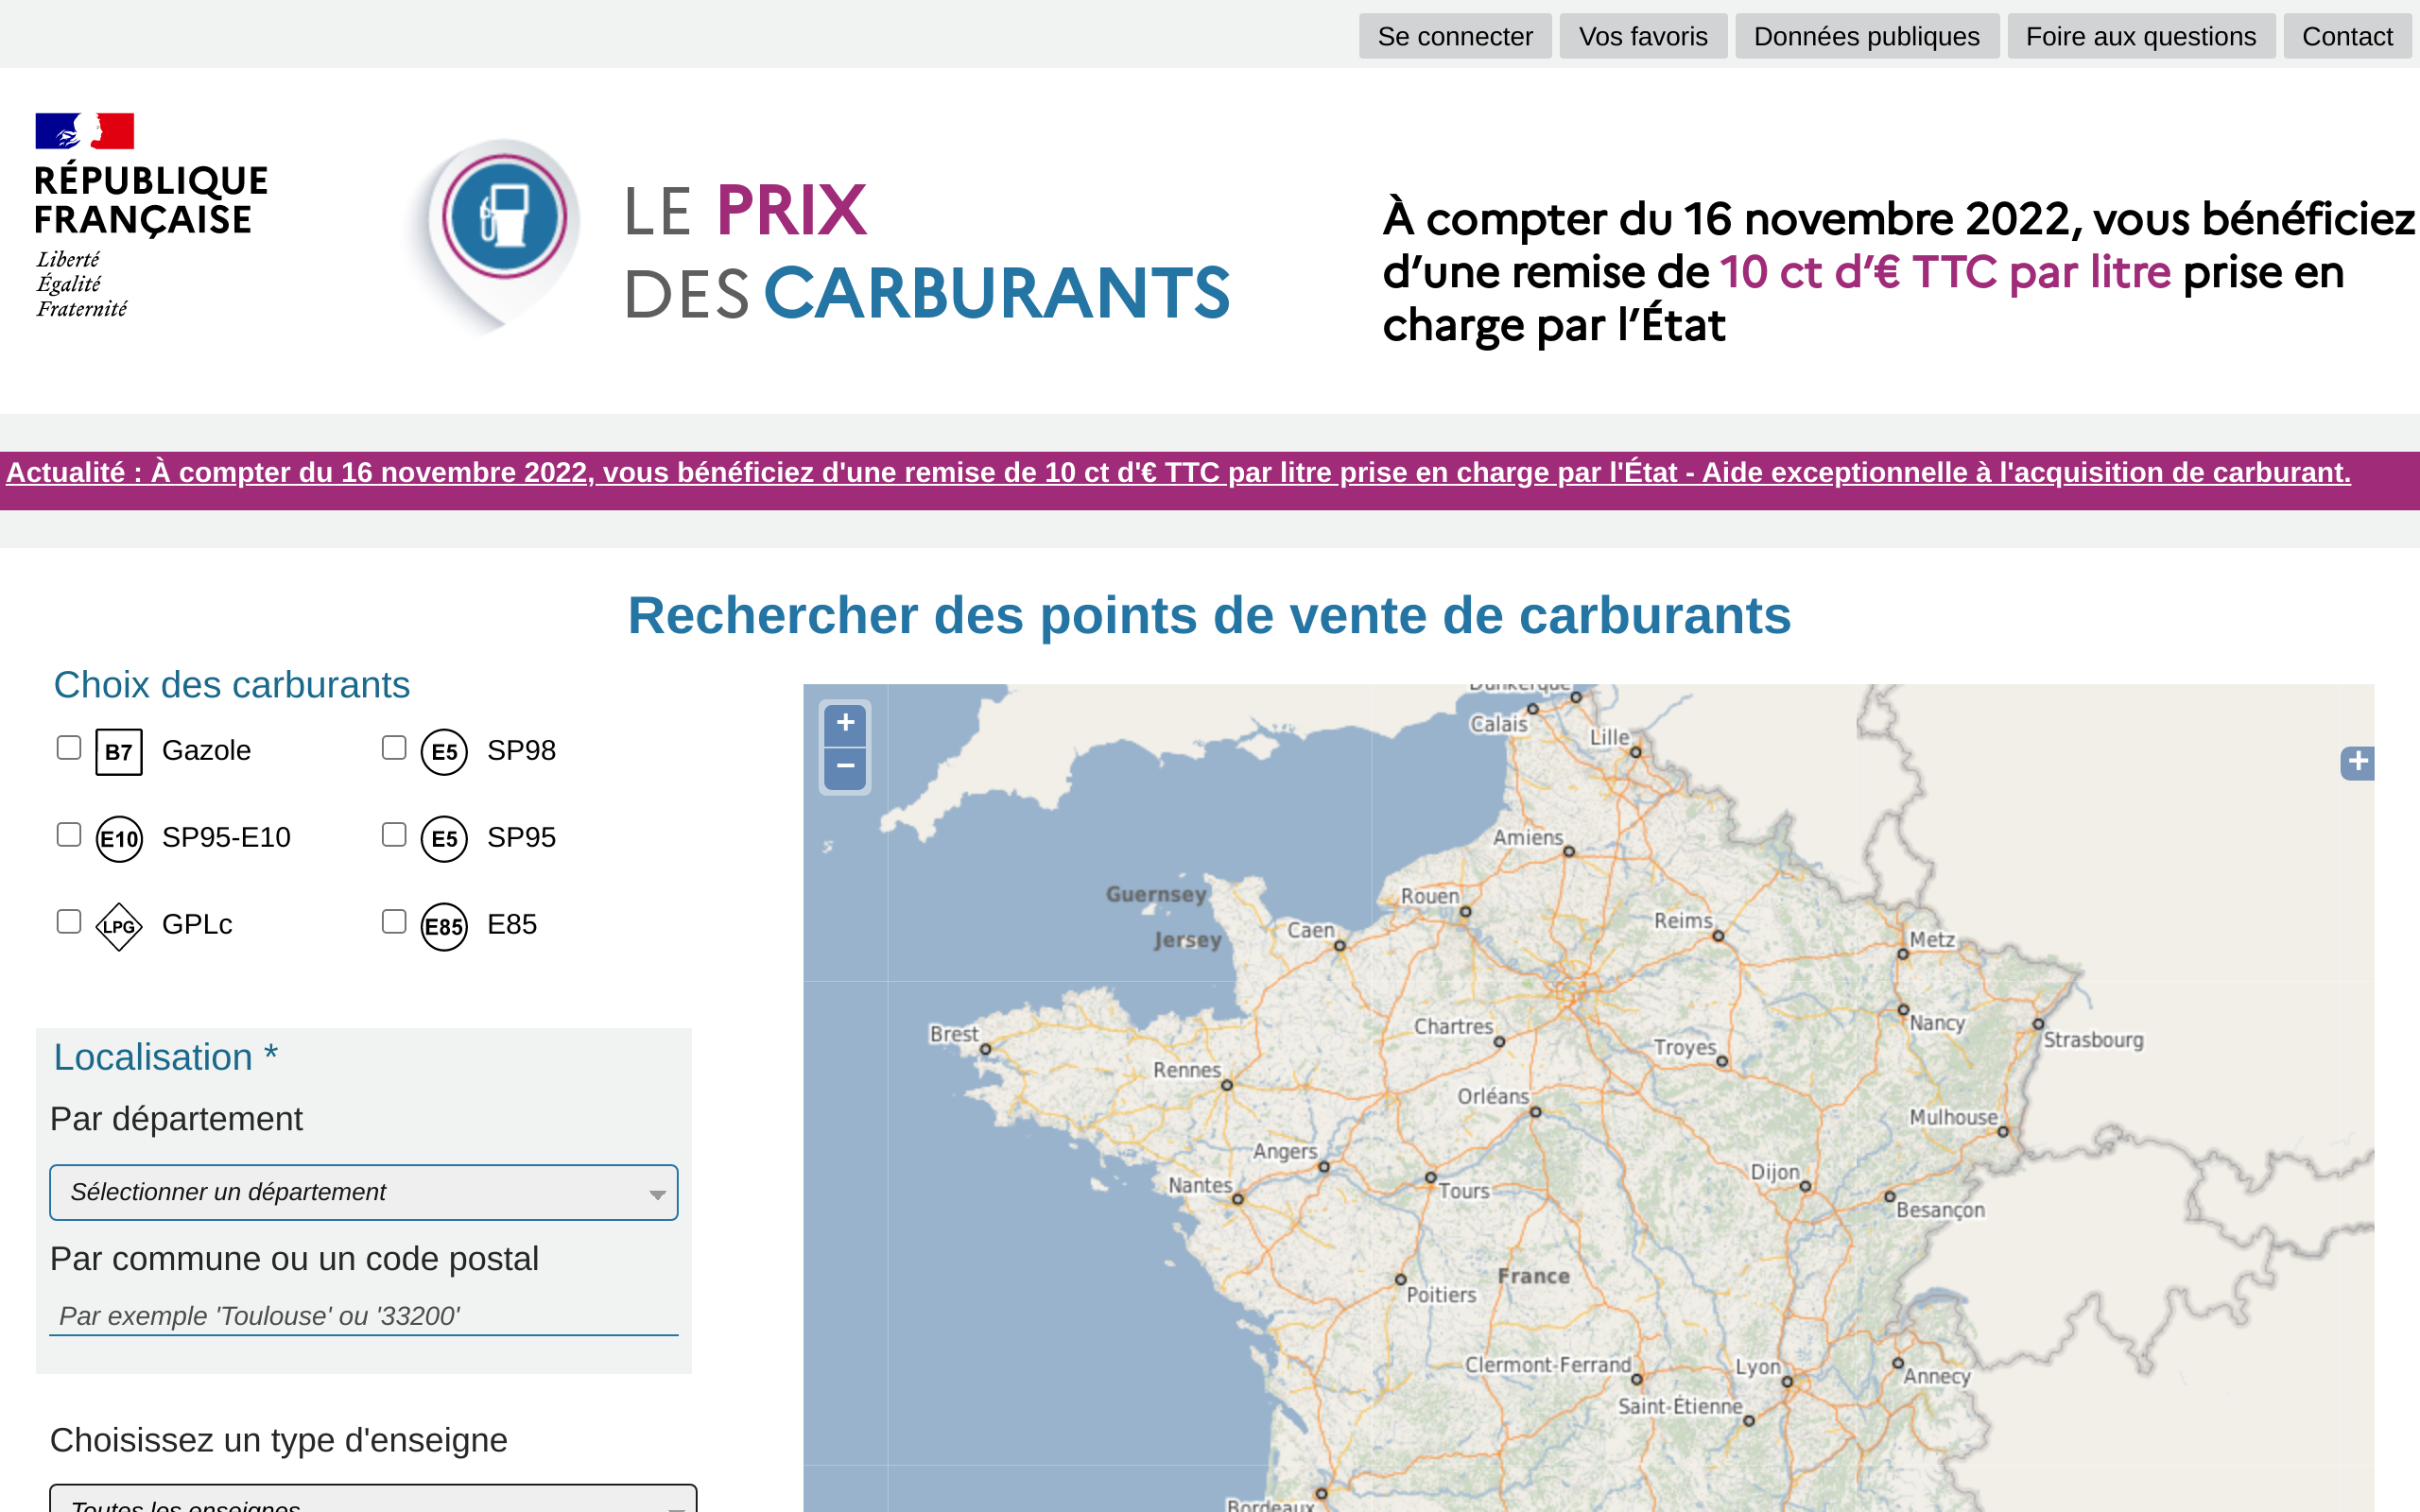 Se connecter
Vos favoris
Données publiques
Foire aux questions
Contact
RÉPUBLIQUE
FRANÇAISE
Liberté
Égalité
Fraternité
LE PRIX
DES CARBURANTS
À compter du 16 novembre 2022, vous bénéficiez
d’une remise de 10 ct d’€ TTC par litre prise en
charge par l’État
Actualité : À compter du 16 novembre 2022, vous bénéficiez d'une remise de 10 ct d'€ TTC par litre prise en charge par l'État - Aide exceptionnelle à l'acquisition de carburant.
Rechercher des points de vente de carburants
Choix des carburants
B7 Gazole
E5 SP98
E10 SP95-E10
E5 SP95
LPG GPLc
E85 E85
Localisation *
Par département
Sélectionner un département
Par commune ou un code postal
Par exemple 'Toulouse' ou '33200'
Choisissez un type d'enseigne
Toutes les enseignes
+
−
+
Dunkerque
Calais
Lille
Amiens
Guernsey
Rouen
Reims
Jersey
Caen
Metz
Brest
Chartres
Nancy
Strasbourg
Rennes
Troyes
Orléans
Mulhouse
Angers
Dijon
Nantes
Tours
Besançon
France
Poitiers
Clermont-Ferrand
Lyon
Annecy
Saint-Étienne
Bordeaux